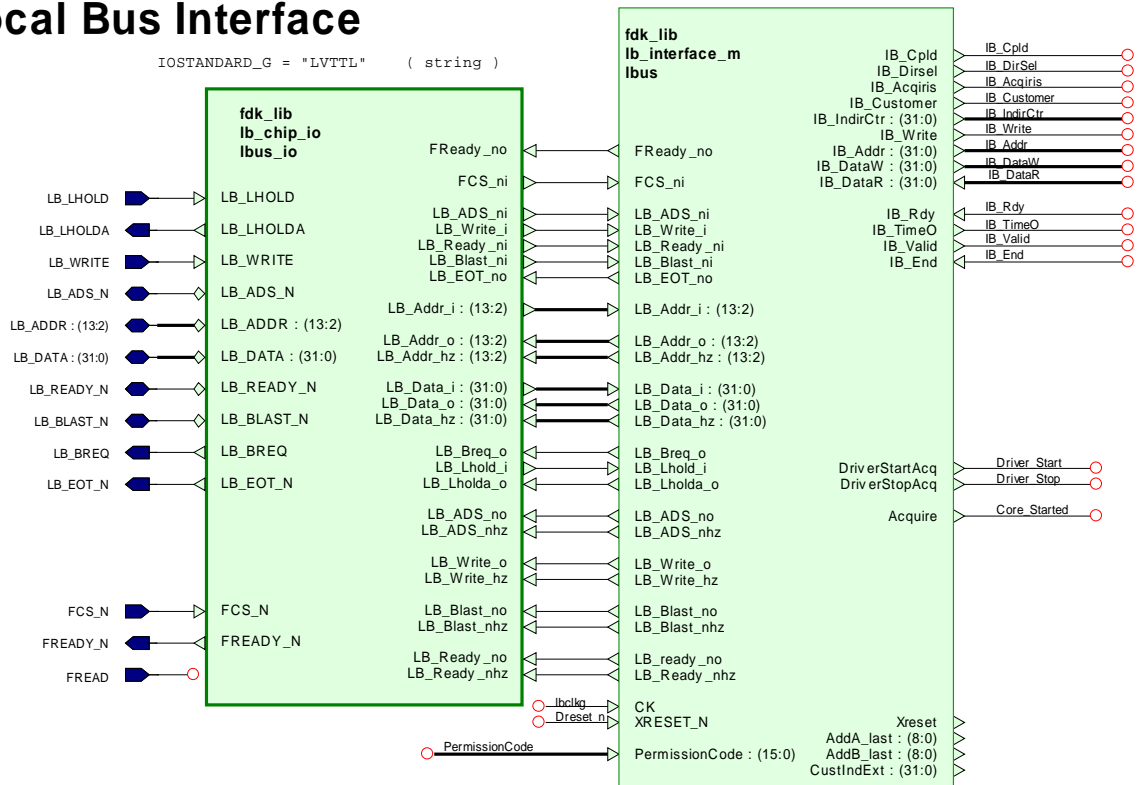 ocal Bus Interface
IOSTANDARD_G = "LVTTL" ( string )
fdk_lib
lb_chip_io
lbus_io
FReady_no
FCS_ni
LB_LHOLD
LB_LHOLD
LB_LHOLDA
LB_LHOLDA
LB_WRITE
LB_WRITE
LB_ADS_N
LB_ADS_N
LB_ADDR : (13:2)
LB_ADDR : (13:2)
LB_DATA : (31:0)
LB_DATA : (31:0)
LB_READY_N
LB_READY_N
LB_BLAST_N
LB_BLAST_N
LB_BREQ
LB_BREQ
LB_EOT_N
LB_EOT_N
FCS_N
FCS_N
FREADY_N
FREADY_N
FREAD
LB_ADS_ni
LB_Write_i
LB_Ready_ni
LB_Blast_ni
LB_EOT_no
LB_Addr_i : (13:2)
LB_Addr_o : (13:2)
LB_Addr_hz : (13:2)
LB_Data_i : (31:0)
LB_Data_o : (31:0)
LB_Data_hz : (31:0)
LB_Breq_o
LB_Lhold_i
LB_Lholda_o
LB_ADS_no
LB_ADS_nhz
LB_Write_o
LB_Write_hz
LB_Blast_no
LB_Blast_nhz
LB_Ready_no
LB_Ready_nhz
fdk_lib
lb_interface_m
lbus
FReady_no
FCS_ni
LB_ADS_ni
LB_Write_i
LB_Ready_ni
LB_Blast_ni
LB_EOT_no
LB_Addr_i : (13:2)
LB_Addr_o : (13:2)
LB_Addr_hz : (13:2)
LB_Data_i : (31:0)
LB_Data_o : (31:0)
LB_Data_hz : (31:0)
LB_Breq_o
LB_Lhold_i
LB_Lholda_o
LB_ADS_no
LB_ADS_nhz
LB_Write_o
LB_Write_hz
LB_Blast_no
LB_Blast_nhz
LB_ready_no
LB_Ready_nhz
lbclkg
CK
Dreset_n
XRESET_N
PermissionCode
PermissionCode : (15:0)
IB_Cpld
IB_Cpld
IB_Dirsel
IB_DirSel
IB_Acqiris
IB_Acqiris
IB_Customer
IB_Customer
IB_IndirCtr : (31:0)
IB_IndirCtr
IB_Write
IB_Write
IB_Addr : (31:0)
IB_Addr
IB_DataW : (31:0)
IB_DataW
IB_DataR : (31:0)
IB_DataR
IB_Rdy
IB_Rdy
IB_TimeO
IB_TimeO
IB_Valid
IB_Valid
IB_End
IB_End
DriverStartAcq
Driver_Start
DriverStopAcq
Driver_Stop
Acquire
Core_Started
Xreset
AddA_last : (8:0)
AddB_last : (8:0)
CustIndExt : (31:0)